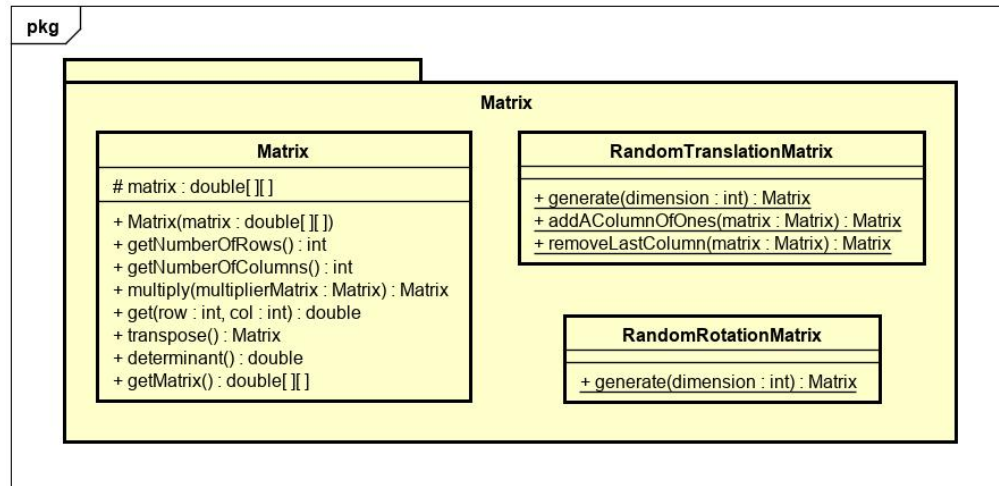 pkg
Matrix
Matrix
# matrix : double[ ][ ]
+ Matrix(matrix : double[ ][ ])
+ getNumberOfRows() : int
+ getNumberOfColumns() : int
+ multiply(multiplierMatrix : Matrix) : Matrix
+ get(row : int, col : int) : double
+ transpose() : Matrix
+ determinant() : double
+ getMatrix() : double[ ][ ]
RandomTranslationMatrix
+ generate(dimension : int) : Matrix
+ addAColumnOfOnes(matrix : Matrix) : Matrix
+ removeLastColumn(matrix : Matrix) : Matrix
RandomRotationMatrix
+ generate(dimension : int) : Matrix